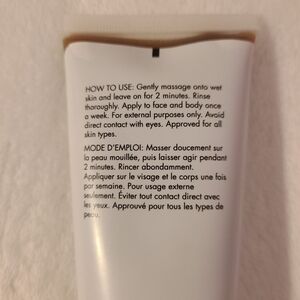 HOW TO USE: Gently massage onto wet
skin and leave on for 2 minutes. Rinse
thoroughly. Apply to face and body once
a week. For external purposes only. Avoid
direct contact with eyes. Approved for all
skin types.
MODE D'EMPLOI: Masser doucement sur
la peau mouillée, puis laisser agir pendant
2 minutes. Rincer abondamment.
Appliquer sur le visage et le corps une fois
par semaine. Pour usage externe
seulement. Éviter tout contact direct avec
les yeux. Approuvé pour tous les types de
peau.